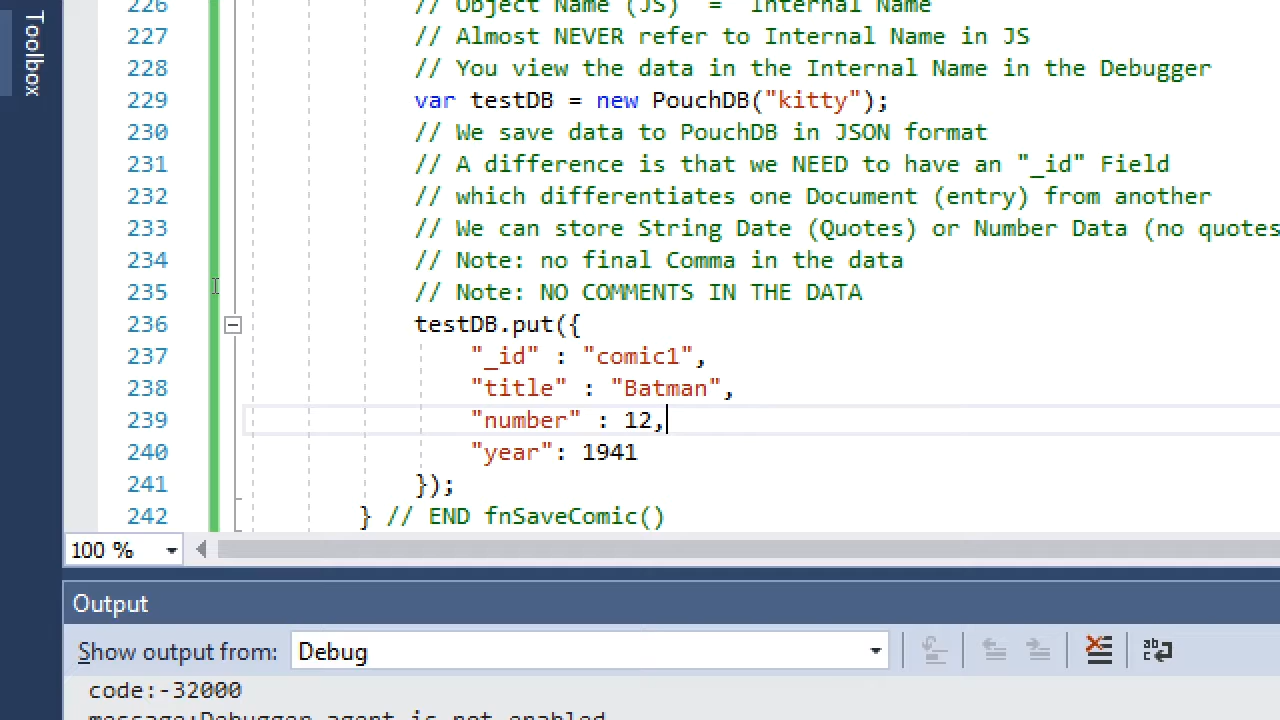 Toolbox
226 // Object Name (JS) = Internal Name
227 // Almost NEVER refer to Internal Name in JS
228 // You view the data in the Internal Name in the Debugger
229 var testDB = new PouchDB("kitty");
230 // We save data to PouchDB in JSON format
231 // A difference is that we NEED to have an "_id" Field
232 // which differentiates one Document (entry) from another
233 // We can store String Date (Quotes) or Number Data (no quotes
234 // Note: no final Comma in the data
235 // Note: NO COMMENTS IN THE DATA
236 testDB.put({
237 "_id" : "comic1",
238 "title" : "Batman",
239 "number" : 12,
240 "year": 1941
241 });
242 } // END fnSaveComic()
100 %
Output
Show output from: Debug
code:-32000
message:Debugger agent is not enabled